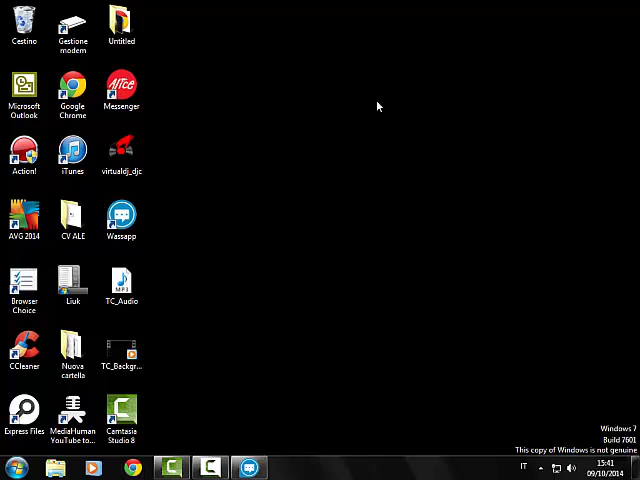 Cestino
Gestione
modem
Untitled
Microsoft
Outlook
Google
Chrome
Alice
Messenger
Action!
iTunes
virtualdj_djc
AVG 2014
CV ALE
Wassapp
Browser
Choice
Liuk
MP3
TC_Audio
CCleaner
Nuova
cartella
TC_Backgr...
Express Files
MediaHuman
YouTube to...
Camtasia
Studio 8
Windows 7
Build 7601
This copy of Windows is not genuine
IT
15:41
09/10/2014